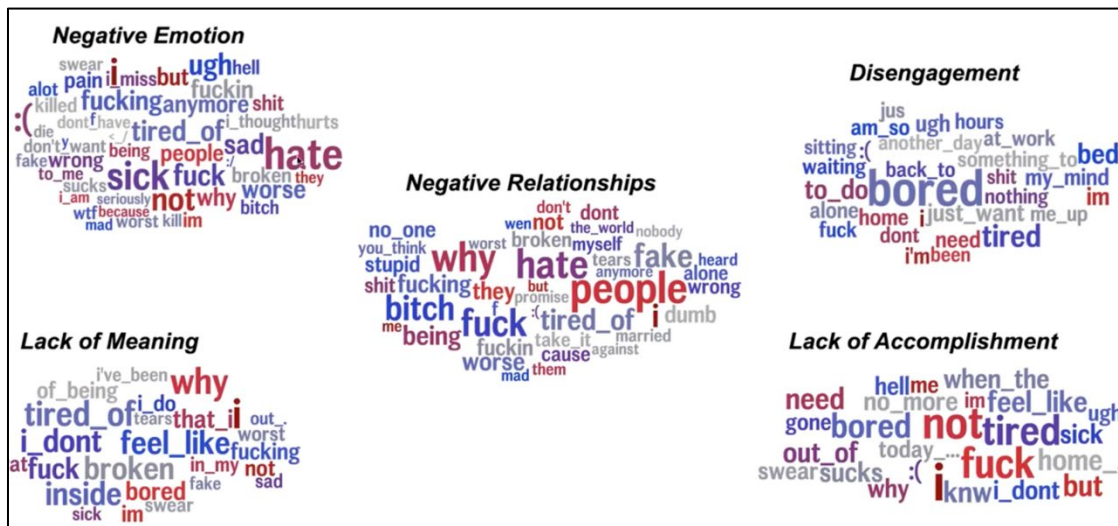 Negative Emotion
swear i_miss but ugh hell
alot pain i fuckin
:( killed fucking anymore shit
die dont_have f tired_of i_thought hurts
<_/ sad hate
don't_want y being people :/
fake wrong sick fuck broken they
to_me sucks seriously not why worse
i_am wtf because bitch
mad worst kill im
Disengagement
jus
am_so ugh hours
sitting :( another_day at_work
waiting back_to something_to bed
to_do bored shit my_mind
nothing im
alone home i just_want me_up
fuck dont need tired
i'm been
Negative Relationships
don't dont
no_one wen not the_world nobody
you_think worst broken myself
stupid why hate tears fake heard
anymore alone
shit fucking they but people wrong
promise
bitch f :( tired_of i dumb
me being fuck take_it married
fuckin cause against
worse mad them
Lack of Meaning
i've_been why
of_being
tired_of i_do that_i i out_.
tears
i_dont feel_like worst
fucking
at fuck broken in_my not
inside bored fake sad
swear
sick im
Lack of Accomplishment
hell me when_the
need no_more im feel_like
gone bored not tired sick ugh
out_of today_... fuck home_
swear sucks :( i
why knw i_dont but